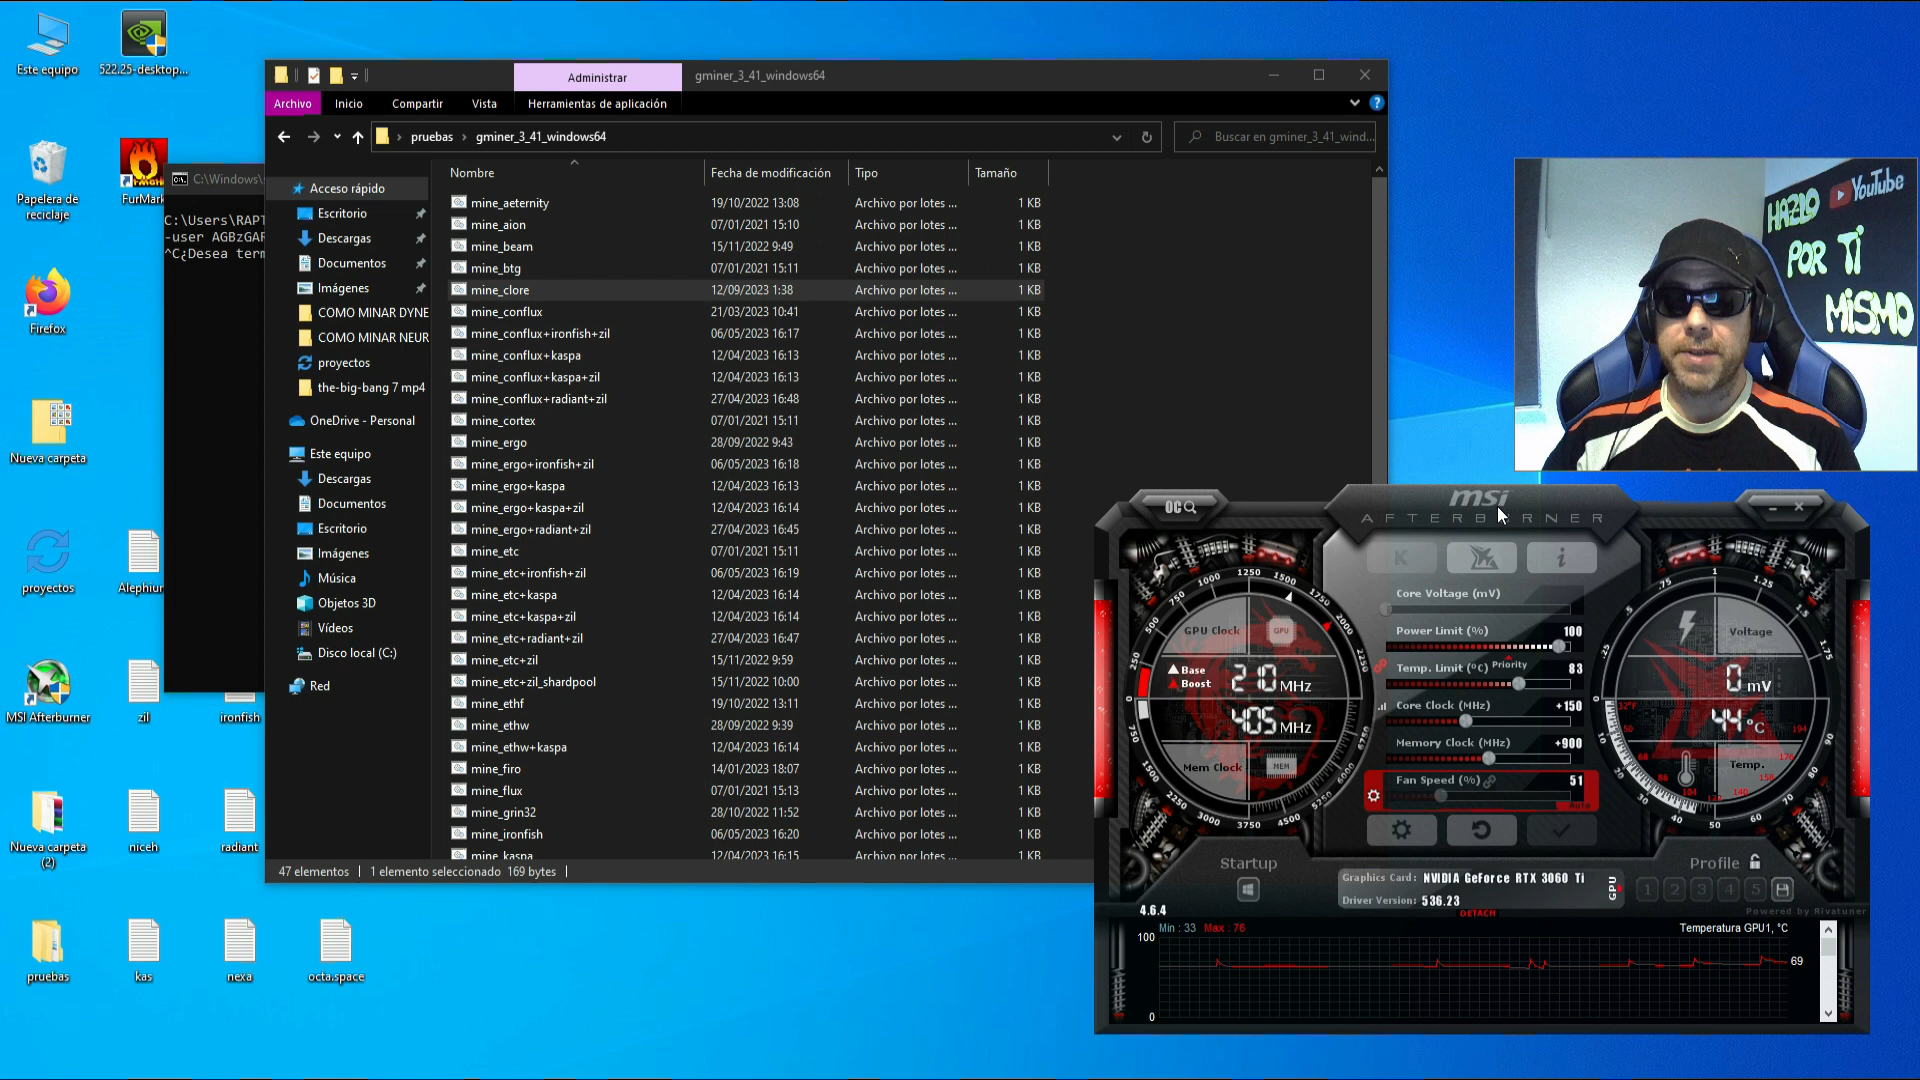 Este equipo
522.25-desktop...
Papelera de
reciclaje
FurMark
Firefox
Nueva carpeta
proyectos
MSI Afterburner
zil
ironfish
Nueva carpeta
(2)
niceh
radiant
pruebas
kas
nexa
octa.space
C:\Windows\
C:\Users\RAPT
-user AGBzGAR
^C¿Desea term
Administrar
gminer_3_41_windows64
Archivo
Inicio
Compartir
Vista
Herramientas de aplicación
pruebas › gminer_3_41_windows64
Buscar en gminer_3_41_wind...
Acceso rápido
Escritorio
Descargas
Documentos
Imágenes
COMO MINAR DYNE
COMO MINAR NEUR
proyectos
the-big-bang 7 mp4
OneDrive - Personal
Este equipo
Descargas
Documentos
Escritorio
Imágenes
Música
Objetos 3D
Vídeos
Disco local (C:)
Red
Nombre Fecha de modificación Tipo Tamaño
mine_aeternity 19/10/2022 13:08 Archivo por lotes ... 1 KB
mine_aion 07/01/2021 15:10 Archivo por lotes ... 1 KB
mine_beam 15/11/2022 9:49 Archivo por lotes ... 1 KB
mine_btg 07/01/2021 15:11 Archivo por lotes ... 1 KB
mine_clore 12/09/2023 1:38 Archivo por lotes ... 1 KB
mine_conflux 21/03/2023 10:41 Archivo por lotes ... 1 KB
mine_conflux+ironfish+zil 06/05/2023 16:17 Archivo por lotes ... 1 KB
mine_conflux+kaspa 12/04/2023 16:13 Archivo por lotes ... 1 KB
mine_conflux+kaspa+zil 12/04/2023 16:13 Archivo por lotes ... 1 KB
mine_conflux+radiant+zil 27/04/2023 16:48 Archivo por lotes ... 1 KB
mine_cortex 07/01/2021 15:11 Archivo por lotes ... 1 KB
mine_ergo 28/09/2022 9:43 Archivo por lotes ... 1 KB
mine_ergo+ironfish+zil 06/05/2023 16:18 Archivo por lotes ... 1 KB
mine_ergo+kaspa 12/04/2023 16:13 Archivo por lotes ... 1 KB
mine_ergo+kaspa+zil 12/04/2023 16:14 Archivo por lotes ... 1 KB
mine_ergo+radiant+zil 27/04/2023 16:45 Archivo por lotes ... 1 KB
mine_etc 07/01/2021 15:11 Archivo por lotes ... 1 KB
mine_etc+ironfish+zil 06/05/2023 16:19 Archivo por lotes ... 1 KB
mine_etc+kaspa 12/04/2023 16:14 Archivo por lotes ... 1 KB
mine_etc+kaspa+zil 12/04/2023 16:14 Archivo por lotes ... 1 KB
mine_etc+radiant+zil 27/04/2023 16:47 Archivo por lotes ... 1 KB
mine_etc+zil 15/11/2022 9:59 Archivo por lotes ... 1 KB
mine_etc+zil_shardpool 15/11/2022 10:00 Archivo por lotes ... 1 KB
mine_ethf 19/10/2022 13:11 Archivo por lotes ... 1 KB
mine_ethw 28/09/2022 9:39 Archivo por lotes ... 1 KB
mine_ethw+kaspa 12/04/2023 16:14 Archivo por lotes ... 1 KB
mine_firo 14/01/2023 18:07 Archivo por lotes ... 1 KB
mine_flux 07/01/2021 15:13 Archivo por lotes ... 1 KB
mine_grin32 28/10/2022 11:52 Archivo por lotes ... 1 KB
mine_ironfish 06/05/2023 16:20 Archivo por lotes ... 1 KB
mine_kaspa 12/04/2023 16:15 Archivo por lotes ... 1 KB
47 elementos 1 elemento seleccionado 169 bytes
HAZLO
YouTube
POR TI
MISMO
OC
msi
AFTERBURNER
K i
GPU Clock GPU
Base
Boost
210 MHz
405 MHz
Mem Clock MEM
Core Voltage (mV)
Power Limit (%) 100
Temp. Limit (°C) Priority 83
Core Clock (MHz) +150
Memory Clock (MHz) +900
Fan Speed (%) 51
Auto
Voltage
0 mV
44 °C
Temp.
Startup
Profile
1 2 3 4 5
Graphics Card: NVIDIA GeForce RTX 3060 Ti
Driver Version: 536.23
GPU
4.6.4
DETACH
Powered by Rivatuner
Min : 33 Max : 76
Temperatura GPU1, °C
100
69
0